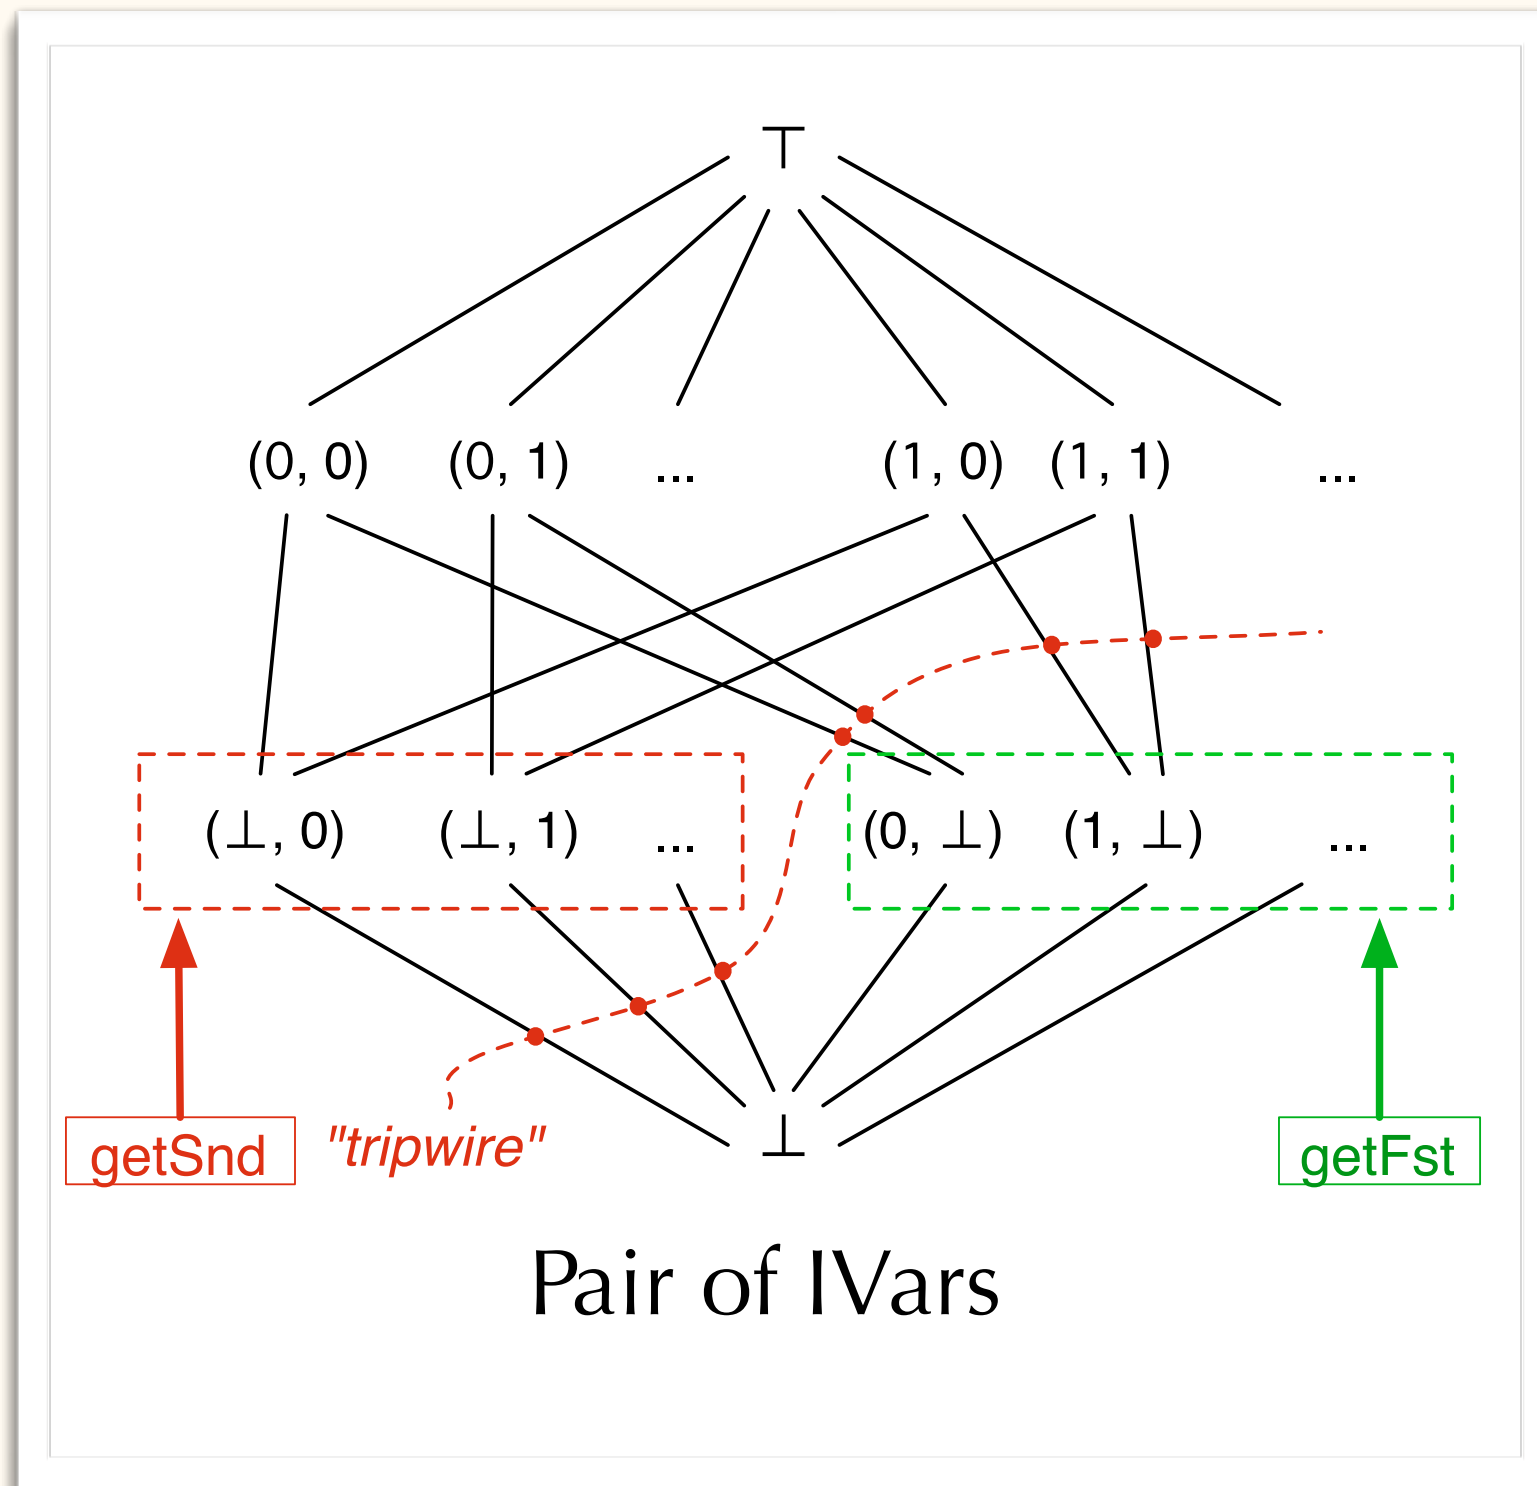 ⊤
(0, 0) (0, 1) ... (1, 0) (1, 1) ...
(⊥, 0) (⊥, 1) ... (0, ⊥) (1, ⊥) ...
getSnd "tripwire" ⊥ getFst
Pair of IVars